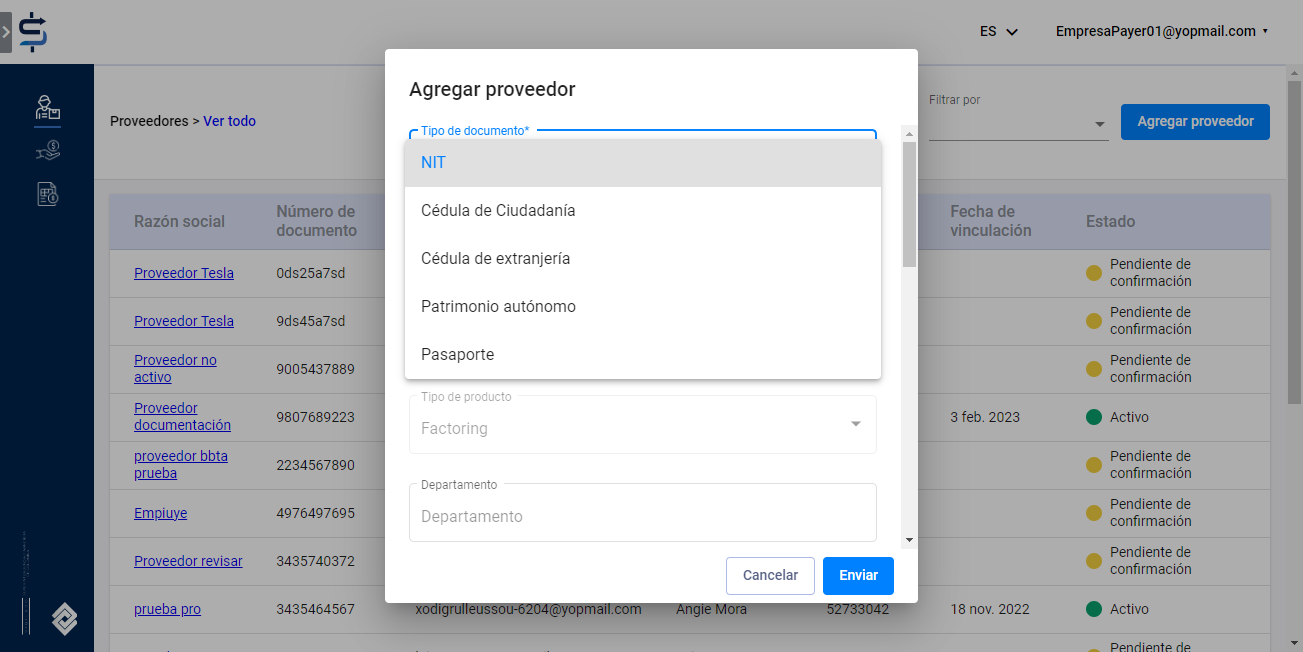 ES
EmpresaPayer01@yopmail.com
Proveedores > Ver todo
Filtrar por
Agregar proveedor
Agregar proveedor
Tipo de documento*
NIT
Cédula de Ciudadanía
Cédula de extranjería
Patrimonio autónomo
Pasaporte
Tipo de producto
Factoring
Departamento
Departamento
Cancelar
Enviar
Razón social
Número de
documento
Fecha de
vinculación
Estado
Proveedor Tesla
0ds25a7sd
Pendiente de
confirmación
Proveedor Tesla
9ds45a7sd
Pendiente de
confirmación
Proveedor no
activo
9005437889
Pendiente de
confirmación
Proveedor
documentación
9807689223
3 feb. 2023
Activo
proveedor bbta
prueba
2234567890
Pendiente de
confirmación
Empiuye
4976497695
Pendiente de
confirmación
Proveedor revisar
3435740372
Pendiente de
confirmación
prueba pro
3435464567
xodigrulleussou-6204@yopmail.com
Angie Mora
52733042
18 nov. 2022
Activo
Pendiente de